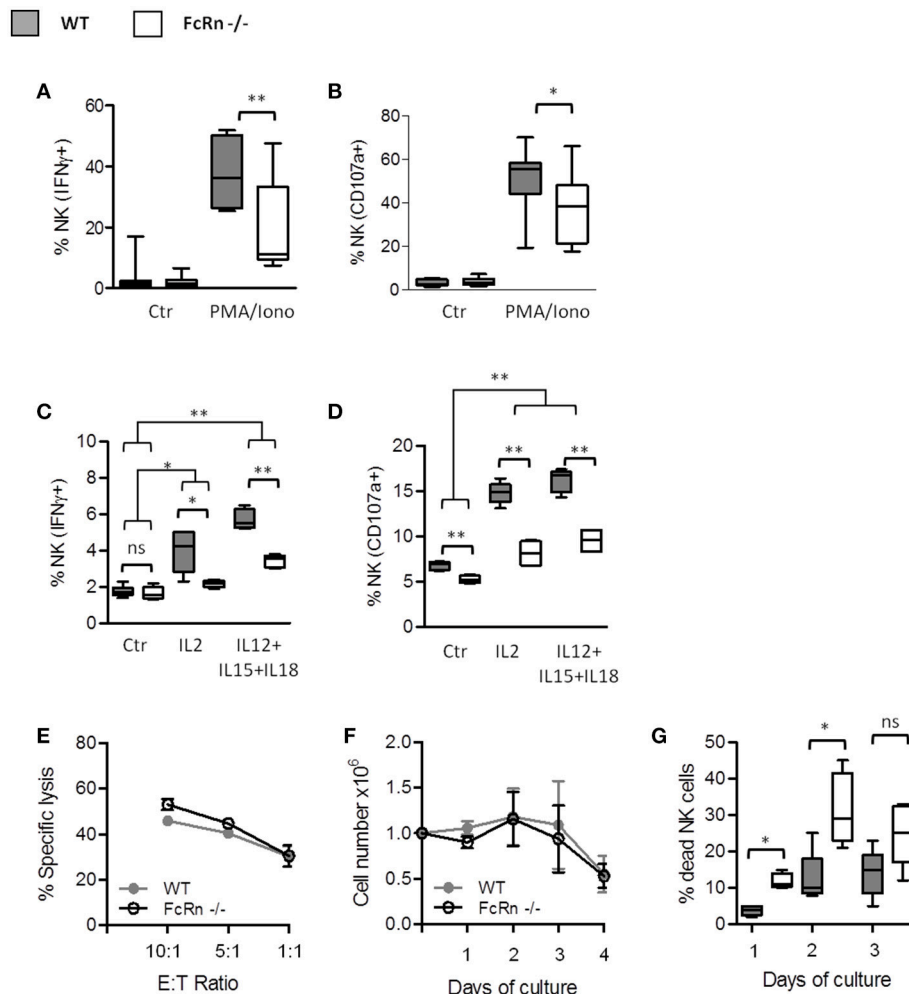 WT FcRn -/-
A
**
60
40
20
0
% NK (IFNγ+)
Ctr PMA/Iono
B
*
80
60
40
20
0
% NK (CD107a+)
Ctr PMA/Iono
C
**
*
ns
*
**
10
8
6
4
2
0
% NK (IFNγ+)
Ctr IL2 IL12+
IL15+IL18
D
**
**
**
**
20
15
10
5
0
% NK (CD107a+)
Ctr IL2 IL12+
IL15+IL18
E
80
60
40
20
0
% Specific lysis
WT
FcRn -/-
10:1 5:1 1:1
E:T Ratio
F
2.0
1.5
1.0
0.5
0.0
Cell number x10⁶
WT
FcRn -/-
1 2 3 4
Days of culture
G
*
*
ns
50
40
30
20
10
0
% dead NK cells
1 2 3
Days of culture